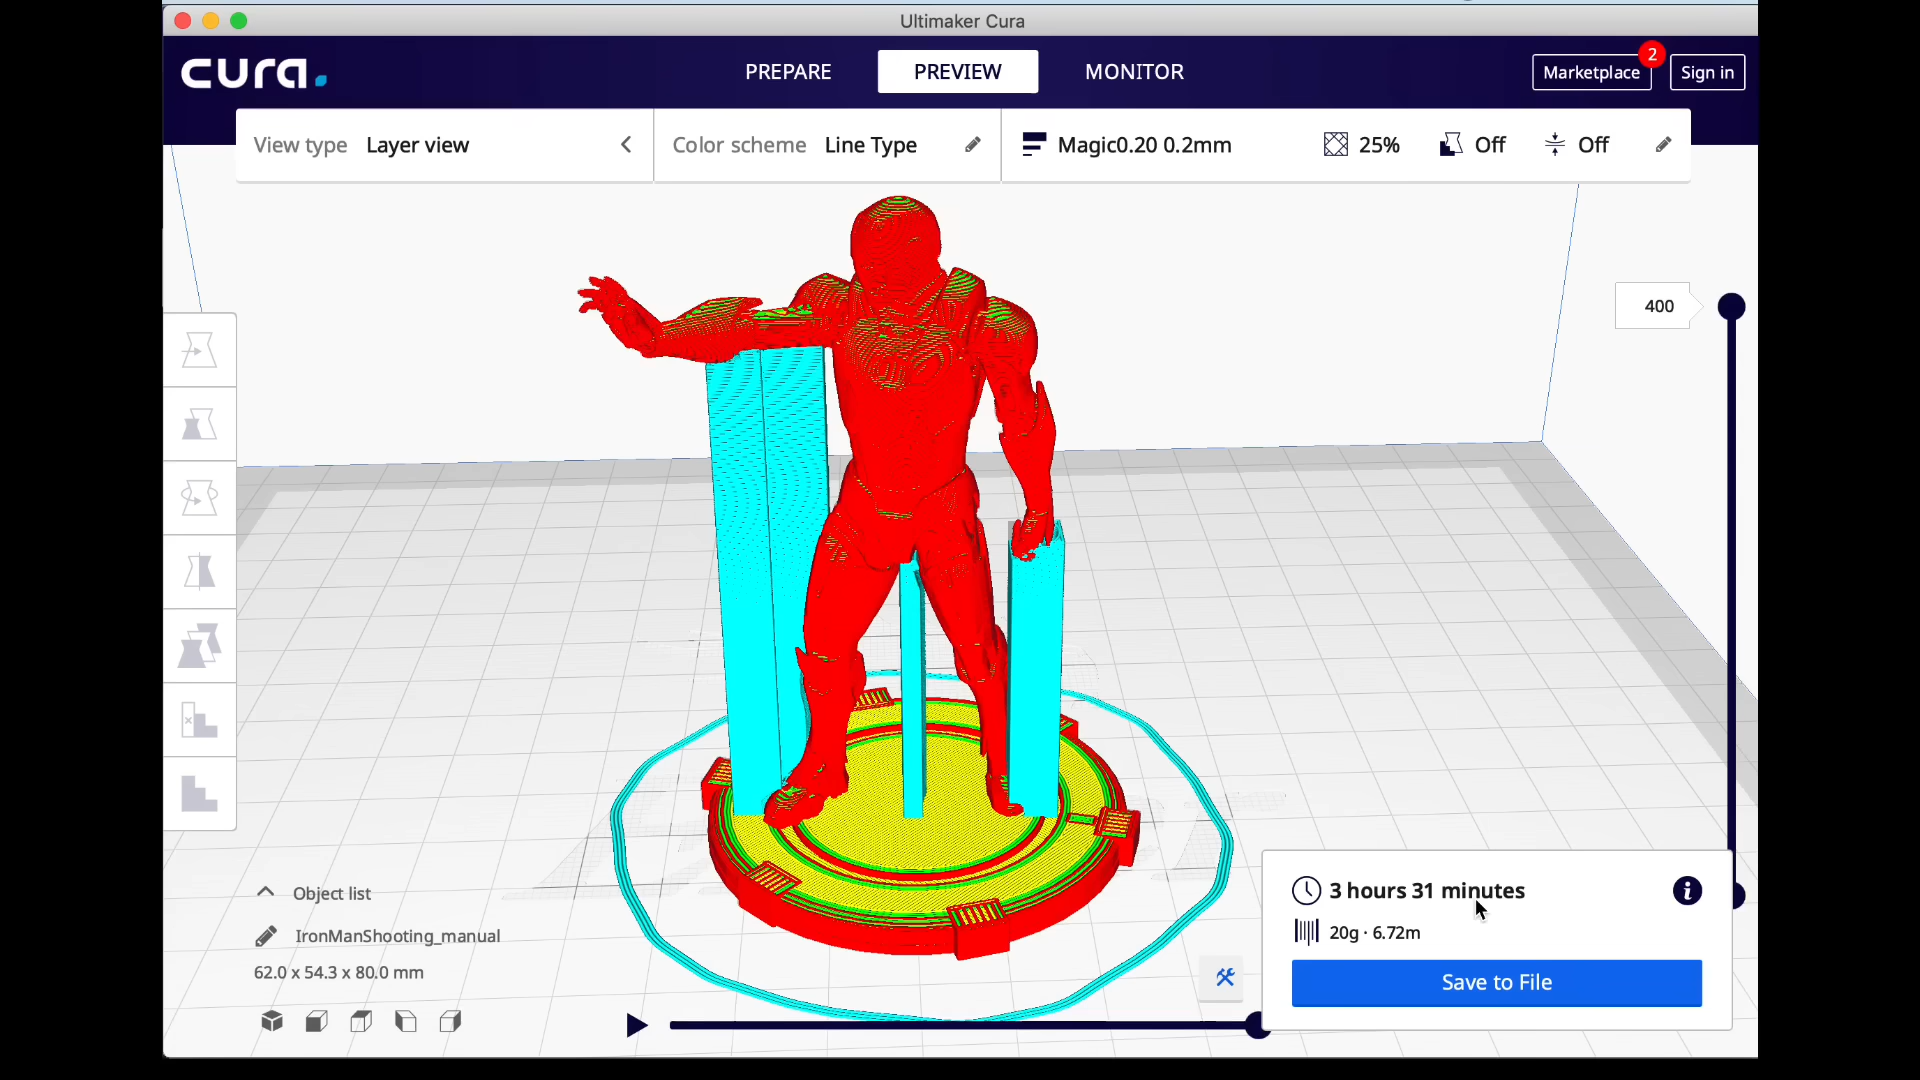 Ultimaker Cura
cura.
PREPARE
PREVIEW
MONITOR
Marketplace
2
Sign in
View type Layer view
Color scheme Line Type
Magic0.20 0.2mm
25%
Off
Off
400
Object list
IronManShooting_manual
62.0 x 54.3 x 80.0 mm
3 hours 31 minutes
20g · 6.72m
Save to File